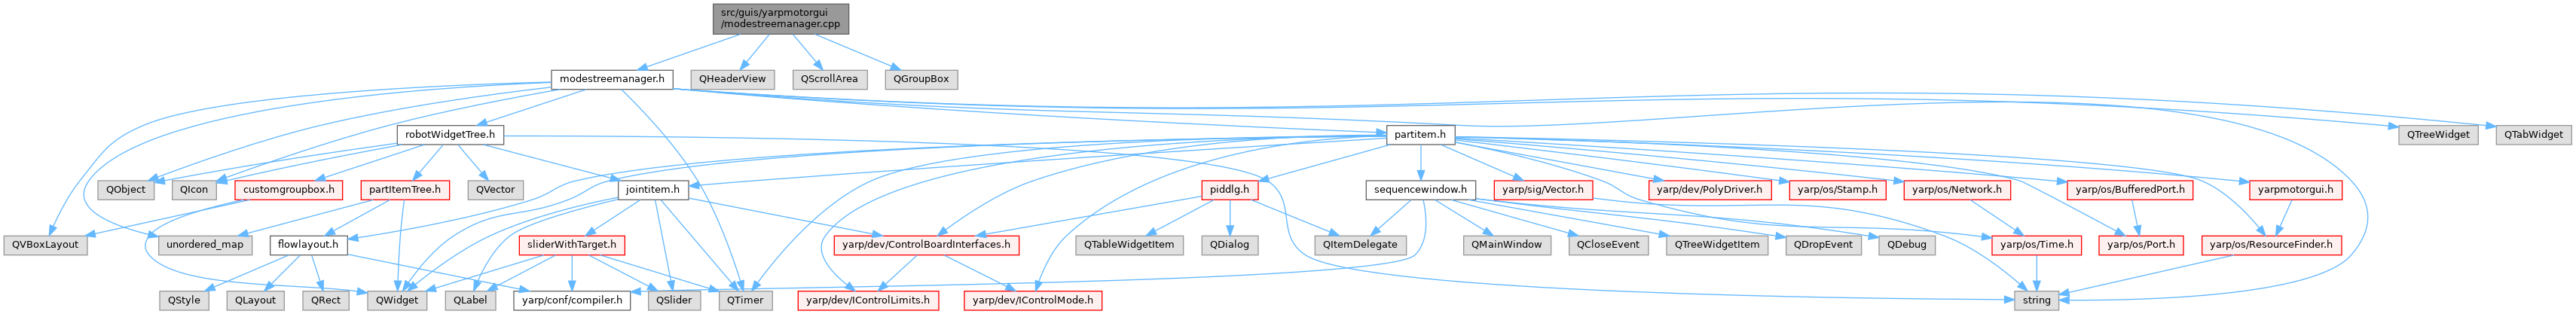 src/guis/yarpmotorgui
/modestreemanager.cpp
modestreemanager.h
QHeaderView
QScrollArea
QGroupBox
robotWidgetTree.h
partitem.h
QTreeWidget
QTabWidget
QObject
QIcon
customgroupbox.h
partItemTree.h
QVector
jointitem.h
piddlg.h
sequencewindow.h
yarp/sig/Vector.h
yarp/dev/PolyDriver.h
yarp/os/Stamp.h
yarp/os/Network.h
yarp/os/BufferedPort.h
yarpmotorgui.h
QVBoxLayout
unordered_map
flowlayout.h
sliderWithTarget.h
yarp/dev/ControlBoardInterfaces.h
QTableWidgetItem
QDialog
QItemDelegate
QMainWindow
QCloseEvent
QTreeWidgetItem
QDropEvent
QDebug
yarp/os/Time.h
yarp/os/Port.h
yarp/os/ResourceFinder.h
QStyle
QLayout
QRect
QWidget
QLabel
yarp/conf/compiler.h
QSlider
QTimer
yarp/dev/IControlLimits.h
yarp/dev/IControlMode.h
string